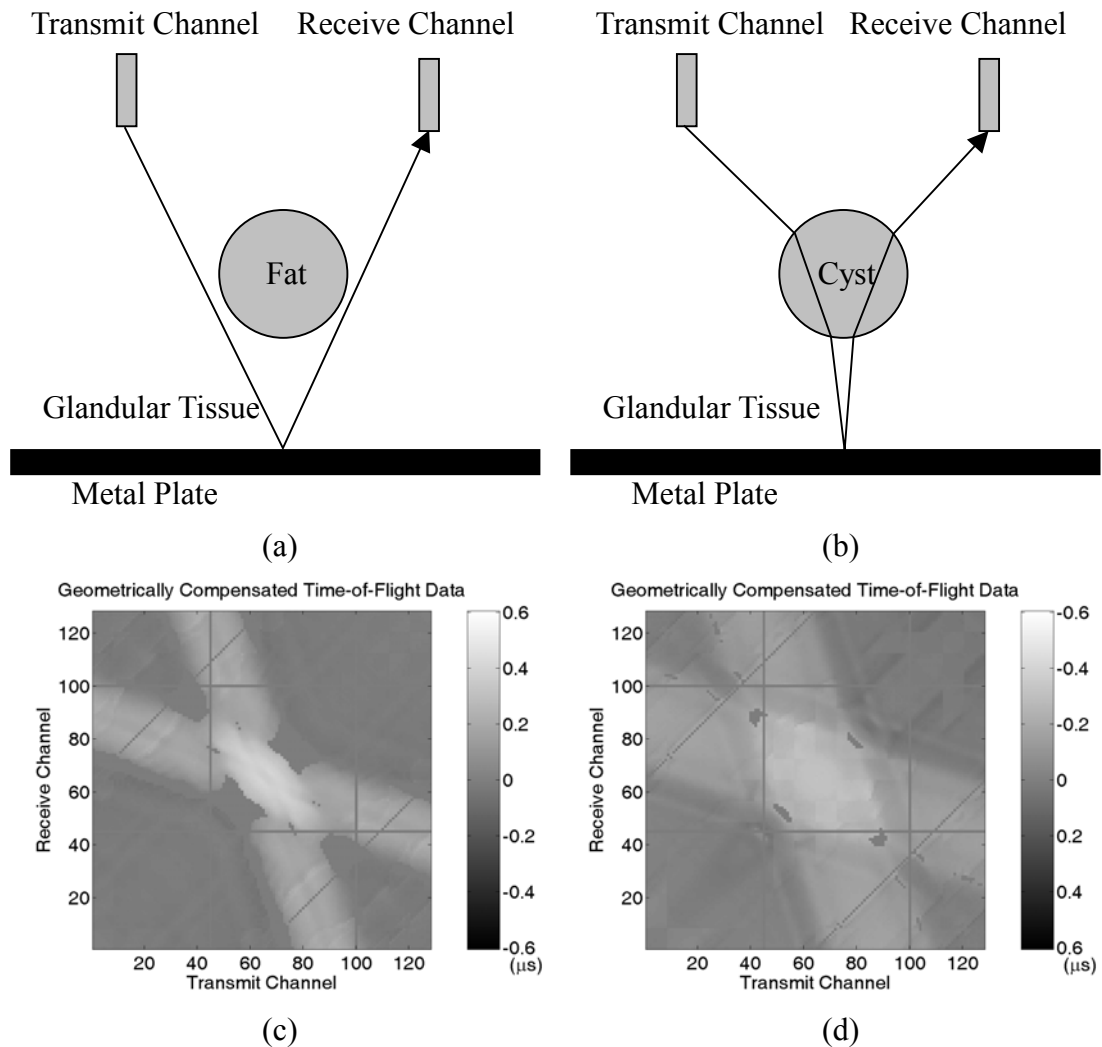 Transmit Channel Receive Channel
Fat
Glandular Tissue
Metal Plate
(a)
Transmit Channel Receive Channel
Cyst
Glandular Tissue
Metal Plate
(b)
Geometrically Compensated Time-of-Flight Data
120
100
80
60
40
20
Receive Channel
20 40 60 80 100 120
Transmit Channel
0.6
0.4
0.2
0
-0.2
-0.4
-0.6
(μs)
(c)
Geometrically Compensated Time-of-Flight Data
120
100
80
60
40
20
Receive Channel
20 40 60 80 100 120
Transmit Channel
-0.6
-0.4
-0.2
0
0.2
0.4
0.6
(μs)
(d)